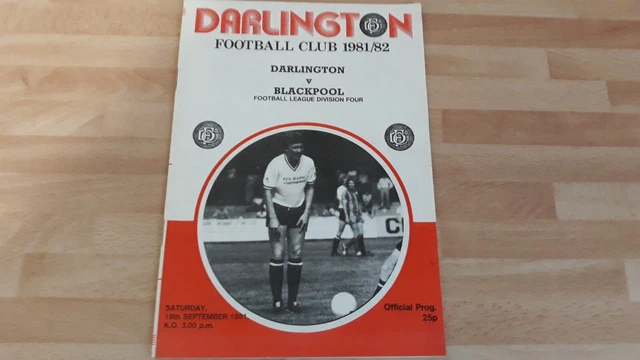 DARLINGTON
FOOTBALL CLUB 1981/82
DARLINGTON
v
BLACKPOOL
FOOTBALL LEAGUE DIVISION FOUR
SATURDAY,
19th SEPTEMBER 1981
K.O. 3.00 p.m.
Official Prog.
25p